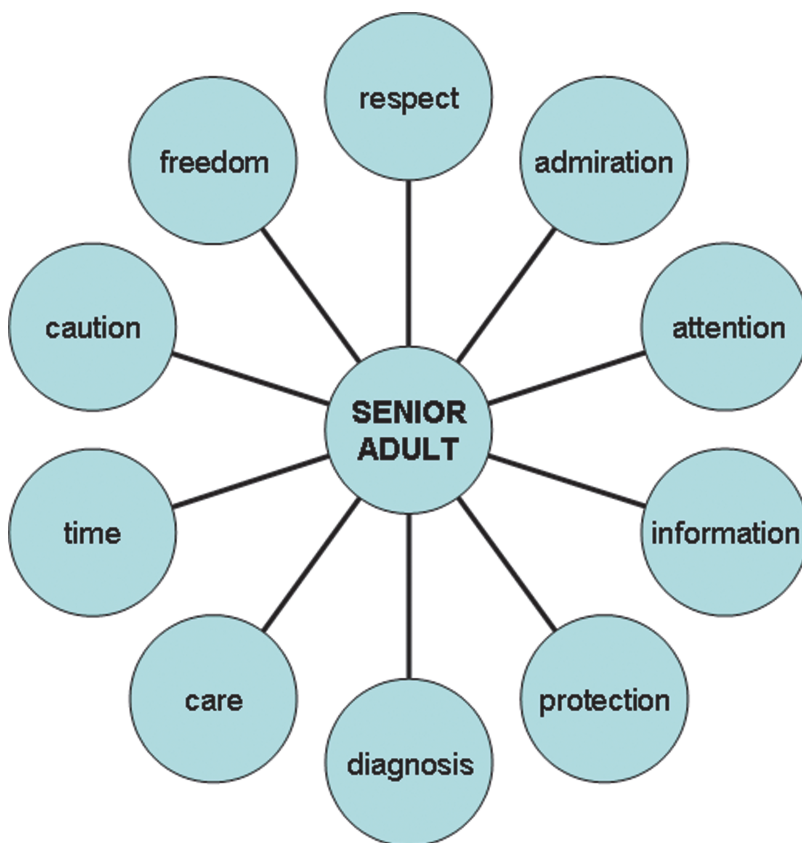 respect
freedom
admiration
caution
attention
SENIOR
ADULT
time
information
care
protection
diagnosis